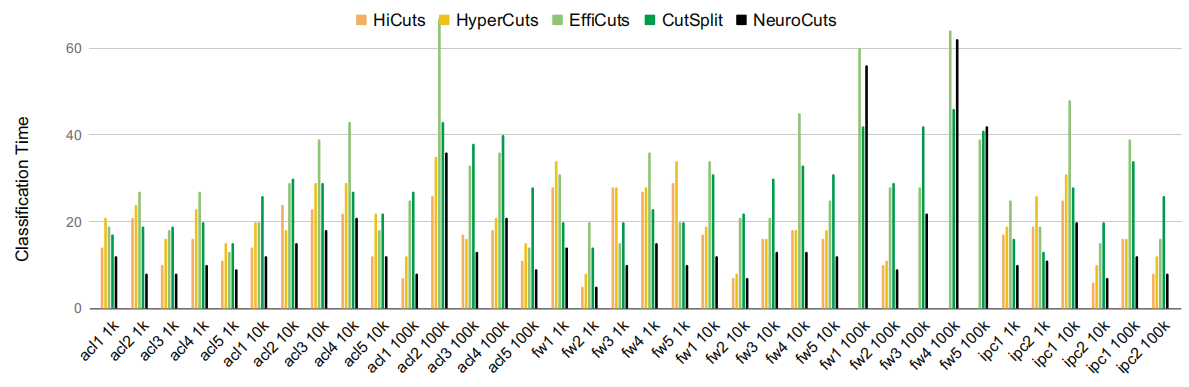 HiCuts HyperCuts EffiCuts CutSplit NeuroCuts
60
40
20
0
Classification Time
acl1 1k
acl2 1k
acl3 1k
acl4 1k
acl5 1k
acl1 10k
acl2 10k
acl3 10k
acl4 10k
acl5 10k
acl1 100k
acl2 100k
acl3 100k
acl4 100k
acl5 100k
fw1 1k
fw2 1k
fw3 1k
fw4 1k
fw5 1k
fw1 10k
fw2 10k
fw3 10k
fw4 10k
fw5 10k
fw1 100k
fw2 100k
fw3 100k
fw4 100k
fw5 100k
ipc1 1k
ipc2 1k
ipc1 10k
ipc2 10k
ipc1 100k
ipc2 100k